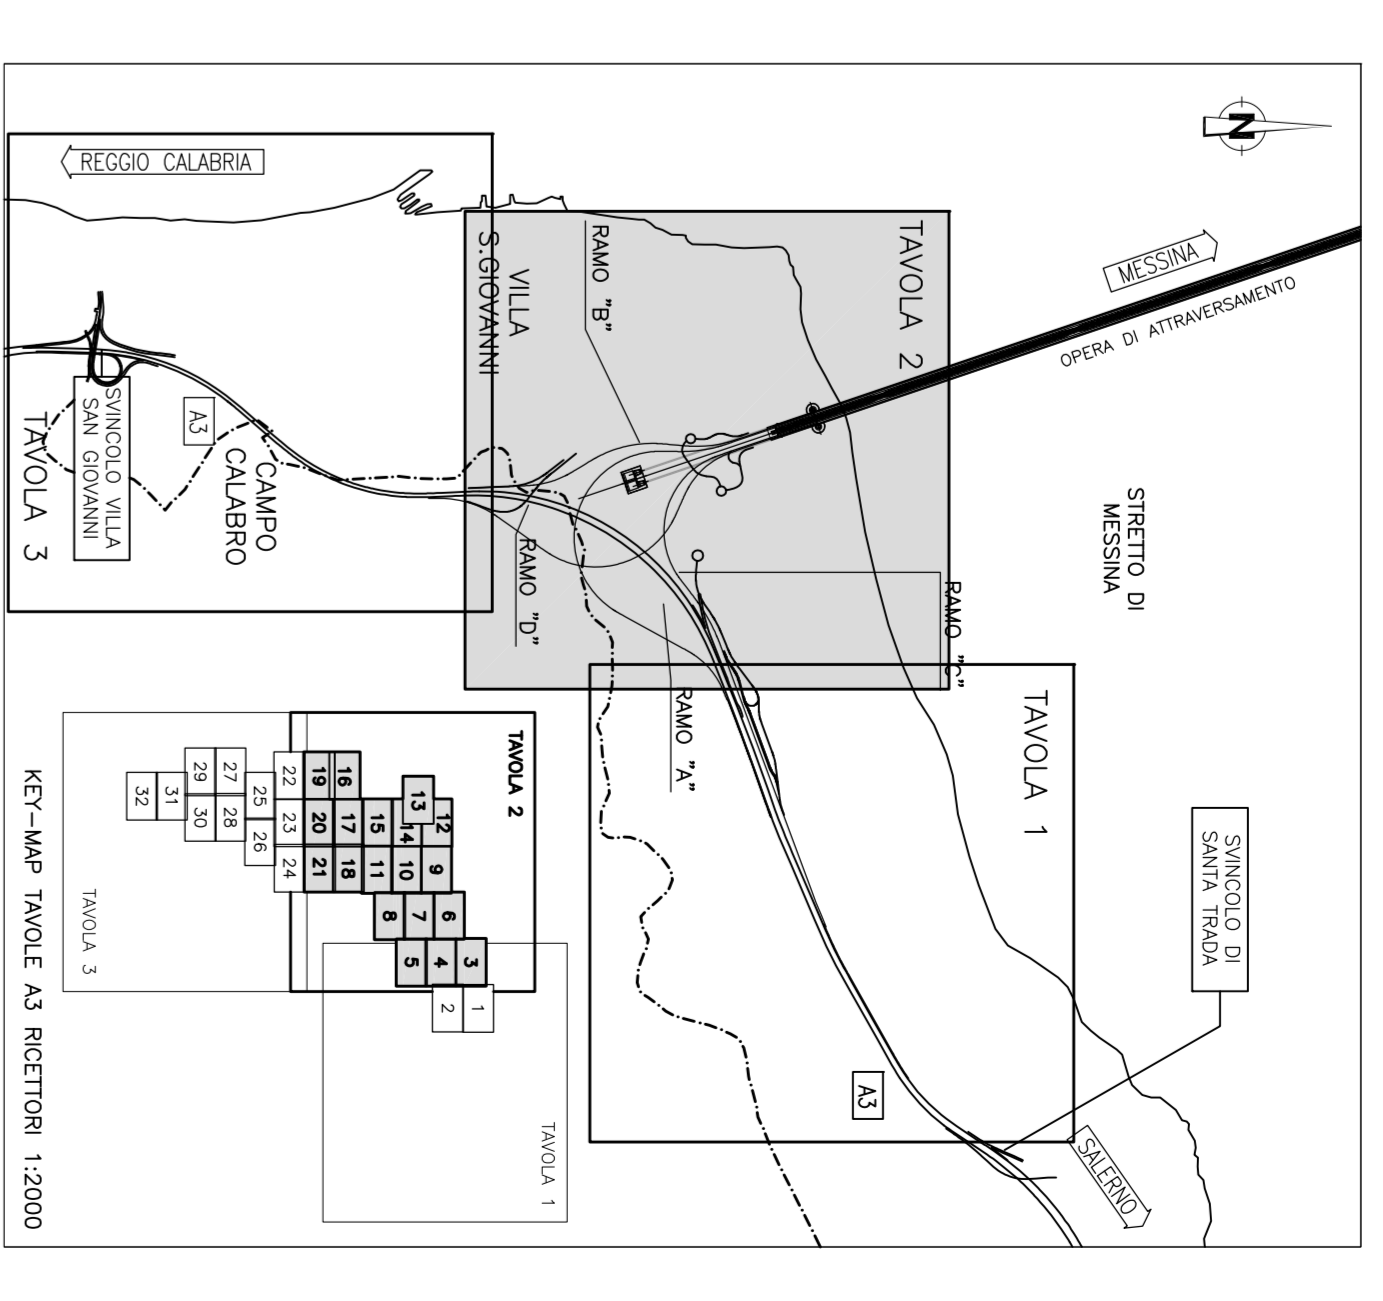 N
REGGIO CALABRIA
MESSINA
OPERA DI ATTRAVERSAMENTO
STRETTO DI
MESSINA
TAVOLA 2
RAMO "B"
VILLA
S.GIOVANNI
RAMO "D"
RAMO "C"
RAMO "A"
TAVOLA 1
SVINCOLO DI
SANTA TRADA
A3
SALERNO
A3
CAMPO
CALABRO
SVINCOLO VILLA
SAN GIOVANNI
TAVOLA 3
TAVOLA 2
TAVOLA 1
TAVOLA 3
1
2
3
4
5
6
7
8
9
10
11
12
13
14
15
16
17
18
19
20
21
22
23
24
25
26
27
28
29
30
31
32
KEY-MAP TAVOLE A3 RICETTORI 1:2000